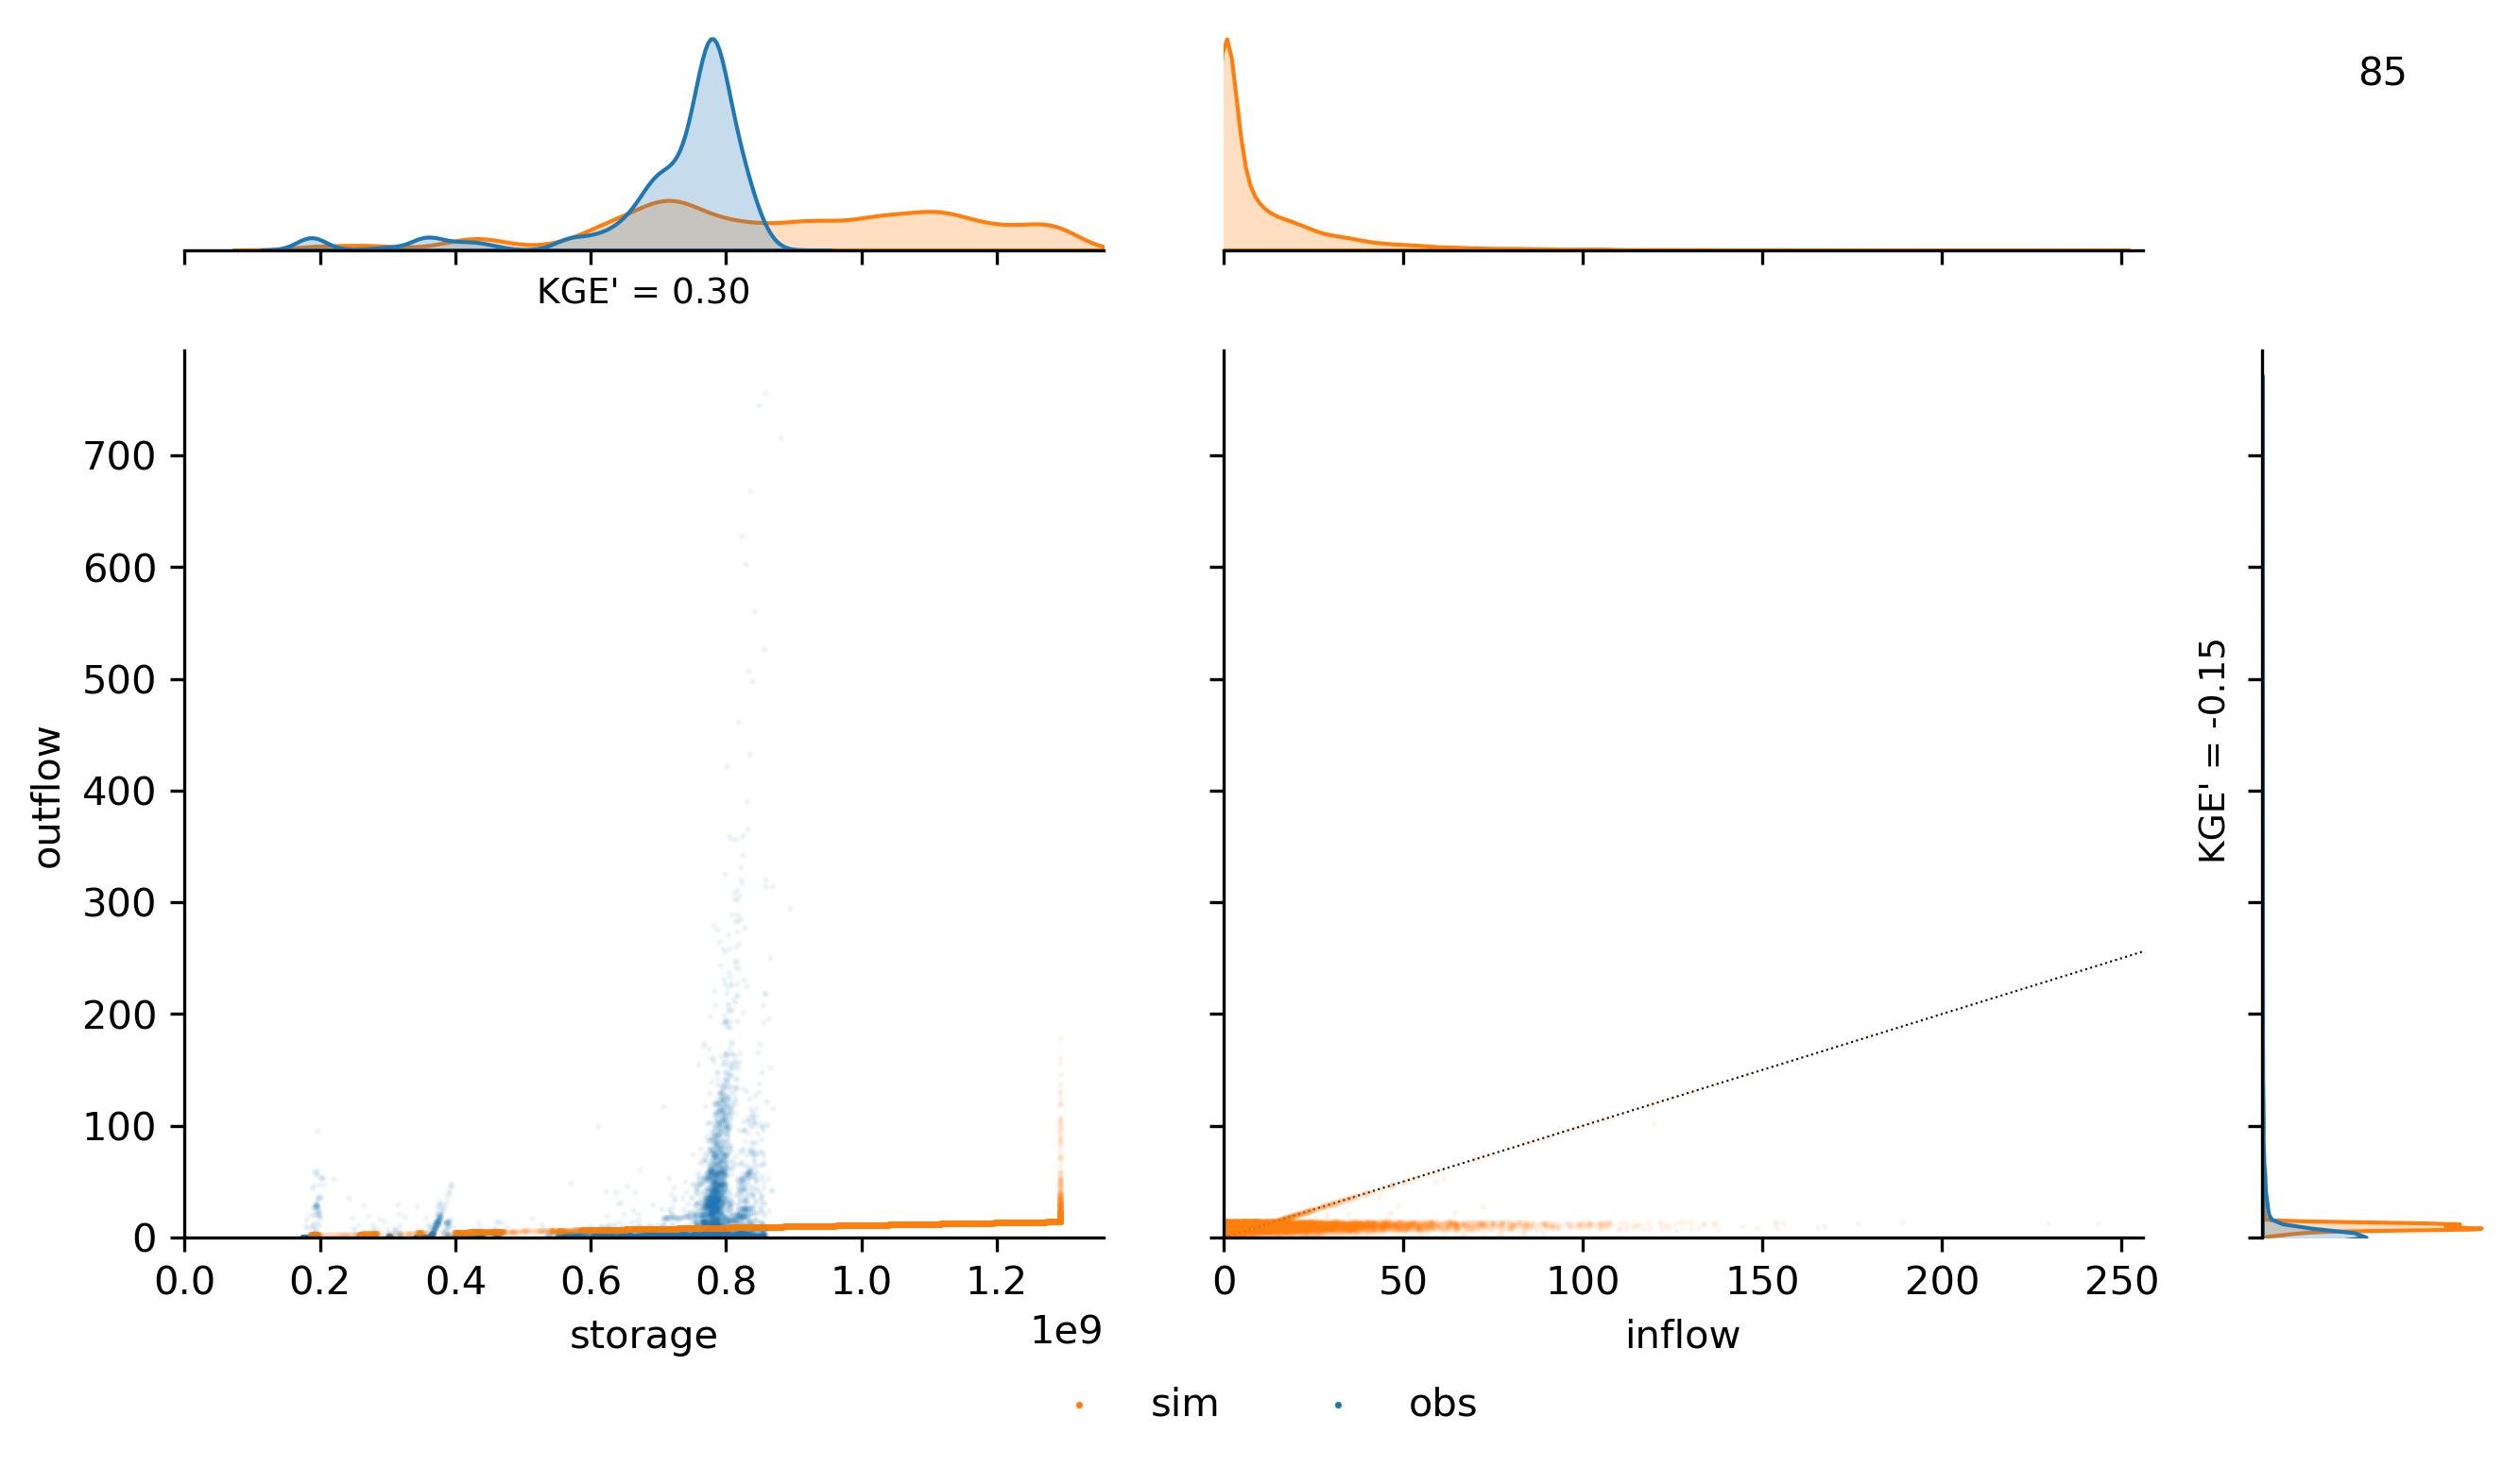 85
KGE' = 0.30
outflow
700
600
500
400
300
200
100
0
KGE' = -0.15
0.0 0.2 0.4 0.6 0.8 1.0 1.2
0 50 100 150 200 250
storage
1e9
inflow
sim obs